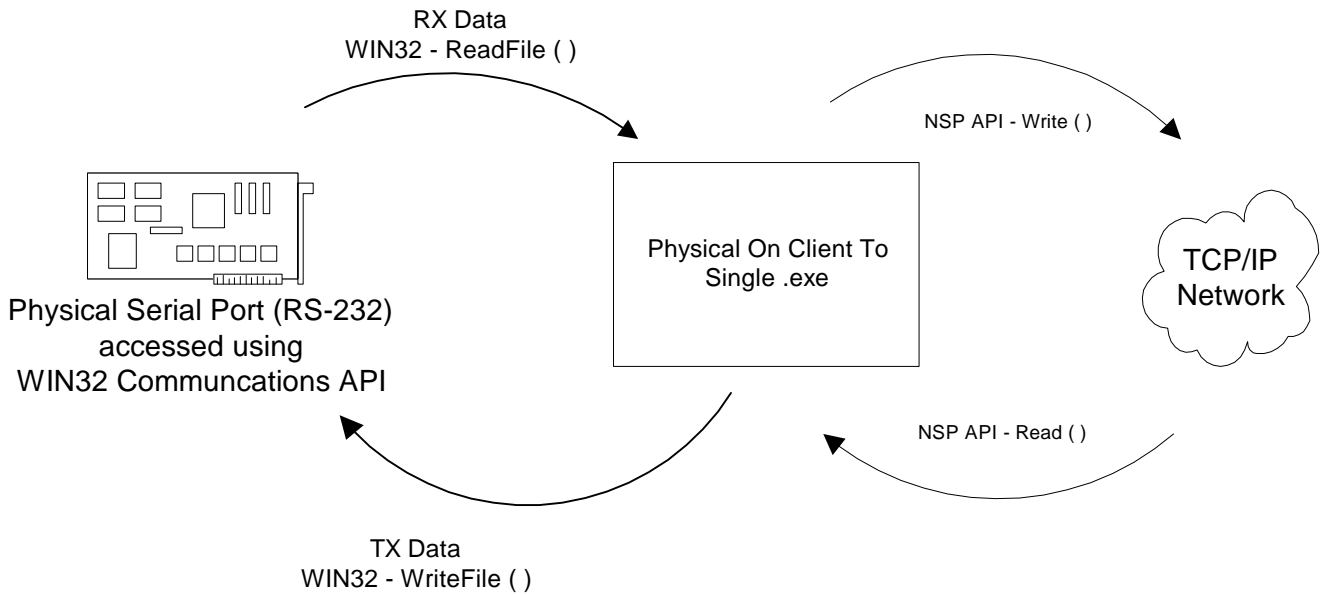 RX Data
WIN32 - ReadFile ( )
NSP API - Write ( )
Physical On Client To
Single .exe
TCP/IP
Network
Physical Serial Port (RS-232)
accessed using
WIN32 Communcations API
NSP API - Read ( )
TX Data
WIN32 - WriteFile ( )